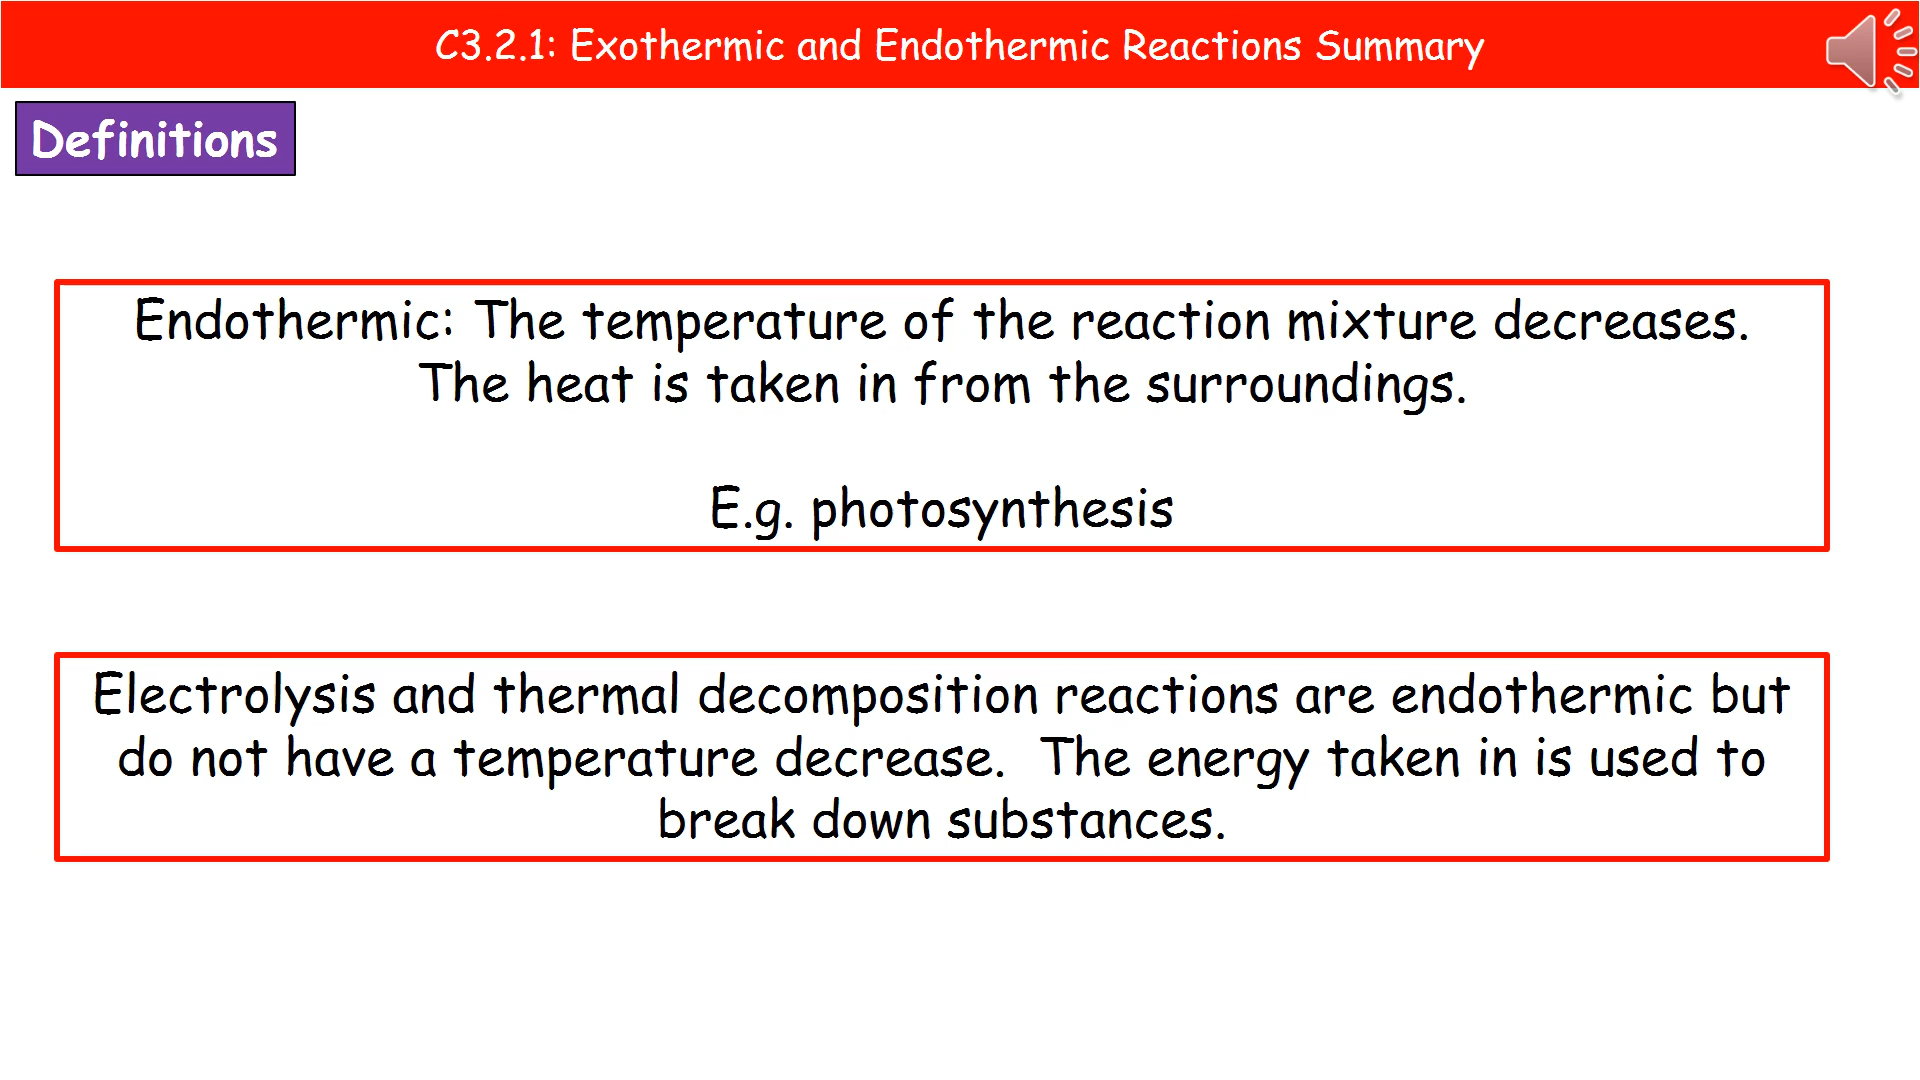 C3.2.1: Exothermic and Endothermic Reactions Summary
Definitions
Endothermic: The temperature of the reaction mixture decreases.
The heat is taken in from the surroundings.
E.g. photosynthesis
Electrolysis and thermal decomposition reactions are endothermic but
do not have a temperature decrease.  The energy taken in is used to
break down substances.